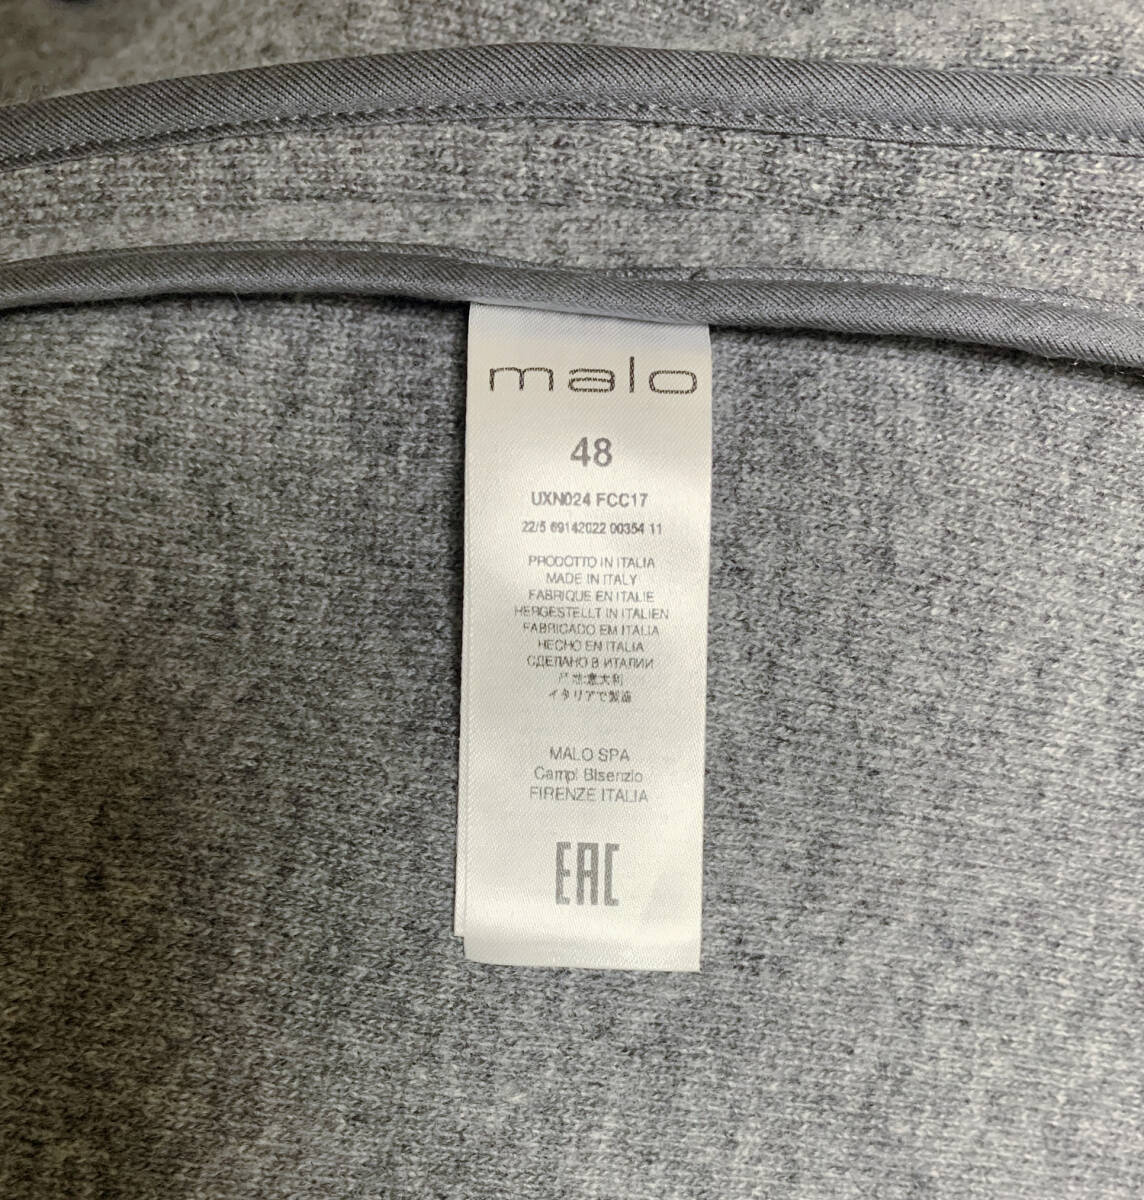 malo
48
UXN024 FCC17
22/5 69142022 00354 11
PRODOTTO IN ITALIA
MADE IN ITALY
FABRIQUE EN ITALIE
HERGESTELLT IN ITALIEN
FABRICADO EM ITALIA
HECHO EN ITALIA
СДЕЛАНО В ИТАЛИИ
产地:意大利
イタリアで製造
MALO SPA
Campi Bisenzio
FIRENZE ITALIA
EAC